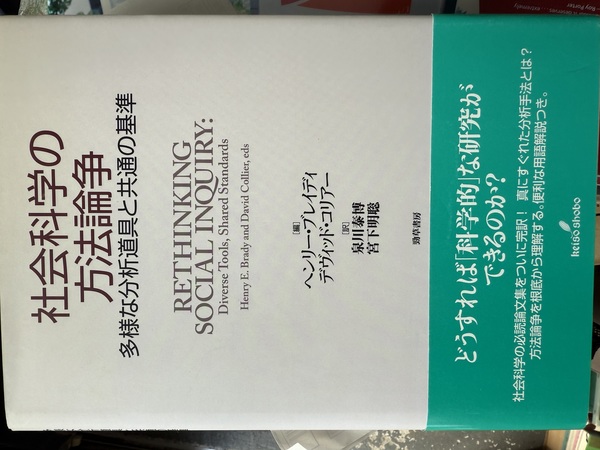 社会科学の
方法論争
多様な分析道具と共通の基準
RETHINKING
SOCIAL INQUIRY:
Diverse Tools, Shared Standards
Henry E. Brady and David Collier, eds
[編]
ヘンリー・ブレイディ
デヴィッド・コリアー
[訳]
泉川泰博
宮下明聡
勁草書房
どうすれば「科学的」な研究が
できるのか?
社会科学の必読論文集をついに完訳! 真にすぐれた分析手法とは?
方法論争を根底から理解する。便利な用語解説つき。
keiso shobo